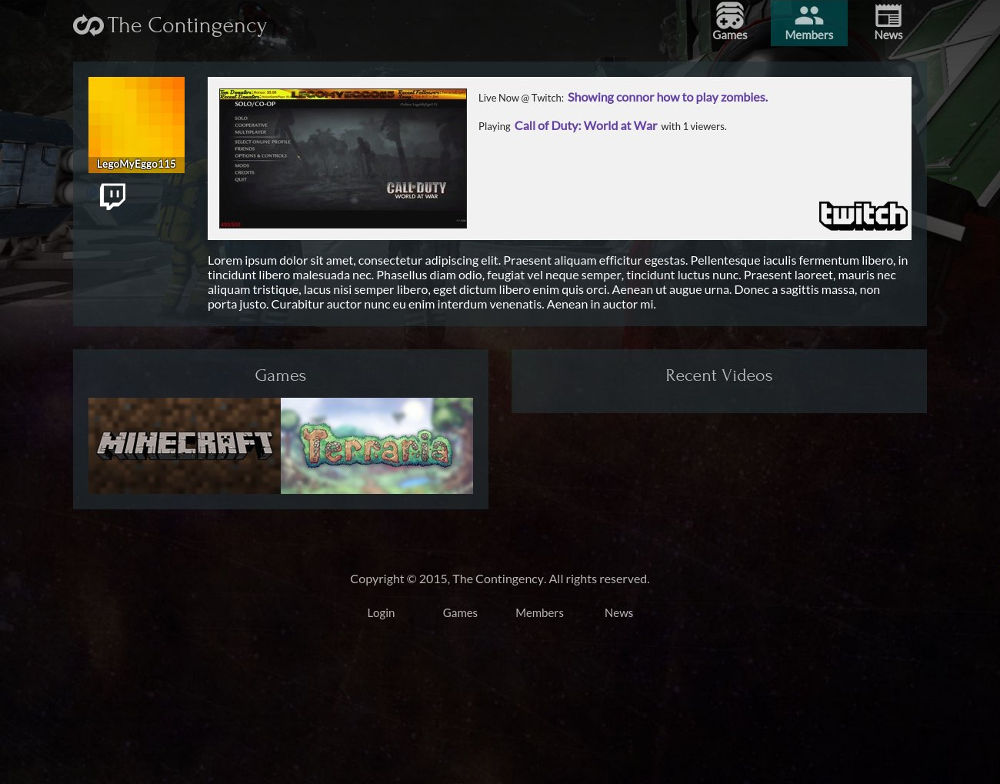 The Contingency
Games
Members
News
LegoMyEggo115
LEGOMYEGGO115
SOLO/CO-OP
SOLO
COOPERATIVE
MULTIPLAYER
SELECT ONLINE PROFILE
FRIENDS
OPTIONS & CONTROLS
MODS
CREDITS
QUIT
CALL OF DUTY
WORLD AT WAR
Live Now @ Twitch: Showing connor how to play zombies.
Playing Call of Duty: World at War with 1 viewers.
twitch
Lorem ipsum dolor sit amet, consectetur adipiscing elit. Praesent aliquam efficitur egestas. Pellentesque iaculis fermentum libero, in
tincidunt libero malesuada nec. Phasellus diam odio, feugiat vel neque semper, tincidunt luctus nunc. Praesent laoreet, mauris nec
aliquam tristique, lacus nisi semper libero, eget dictum libero enim quis orci. Aenean ut augue urna. Donec a sagittis massa, non
porta justo. Curabitur auctor nunc eu enim interdum venenatis. Aenean in auctor mi.
Games
Recent Videos
MINECRAFT
Terraria
Copyright © 2015, The Contingency. All rights reserved.
Login
Games
Members
News